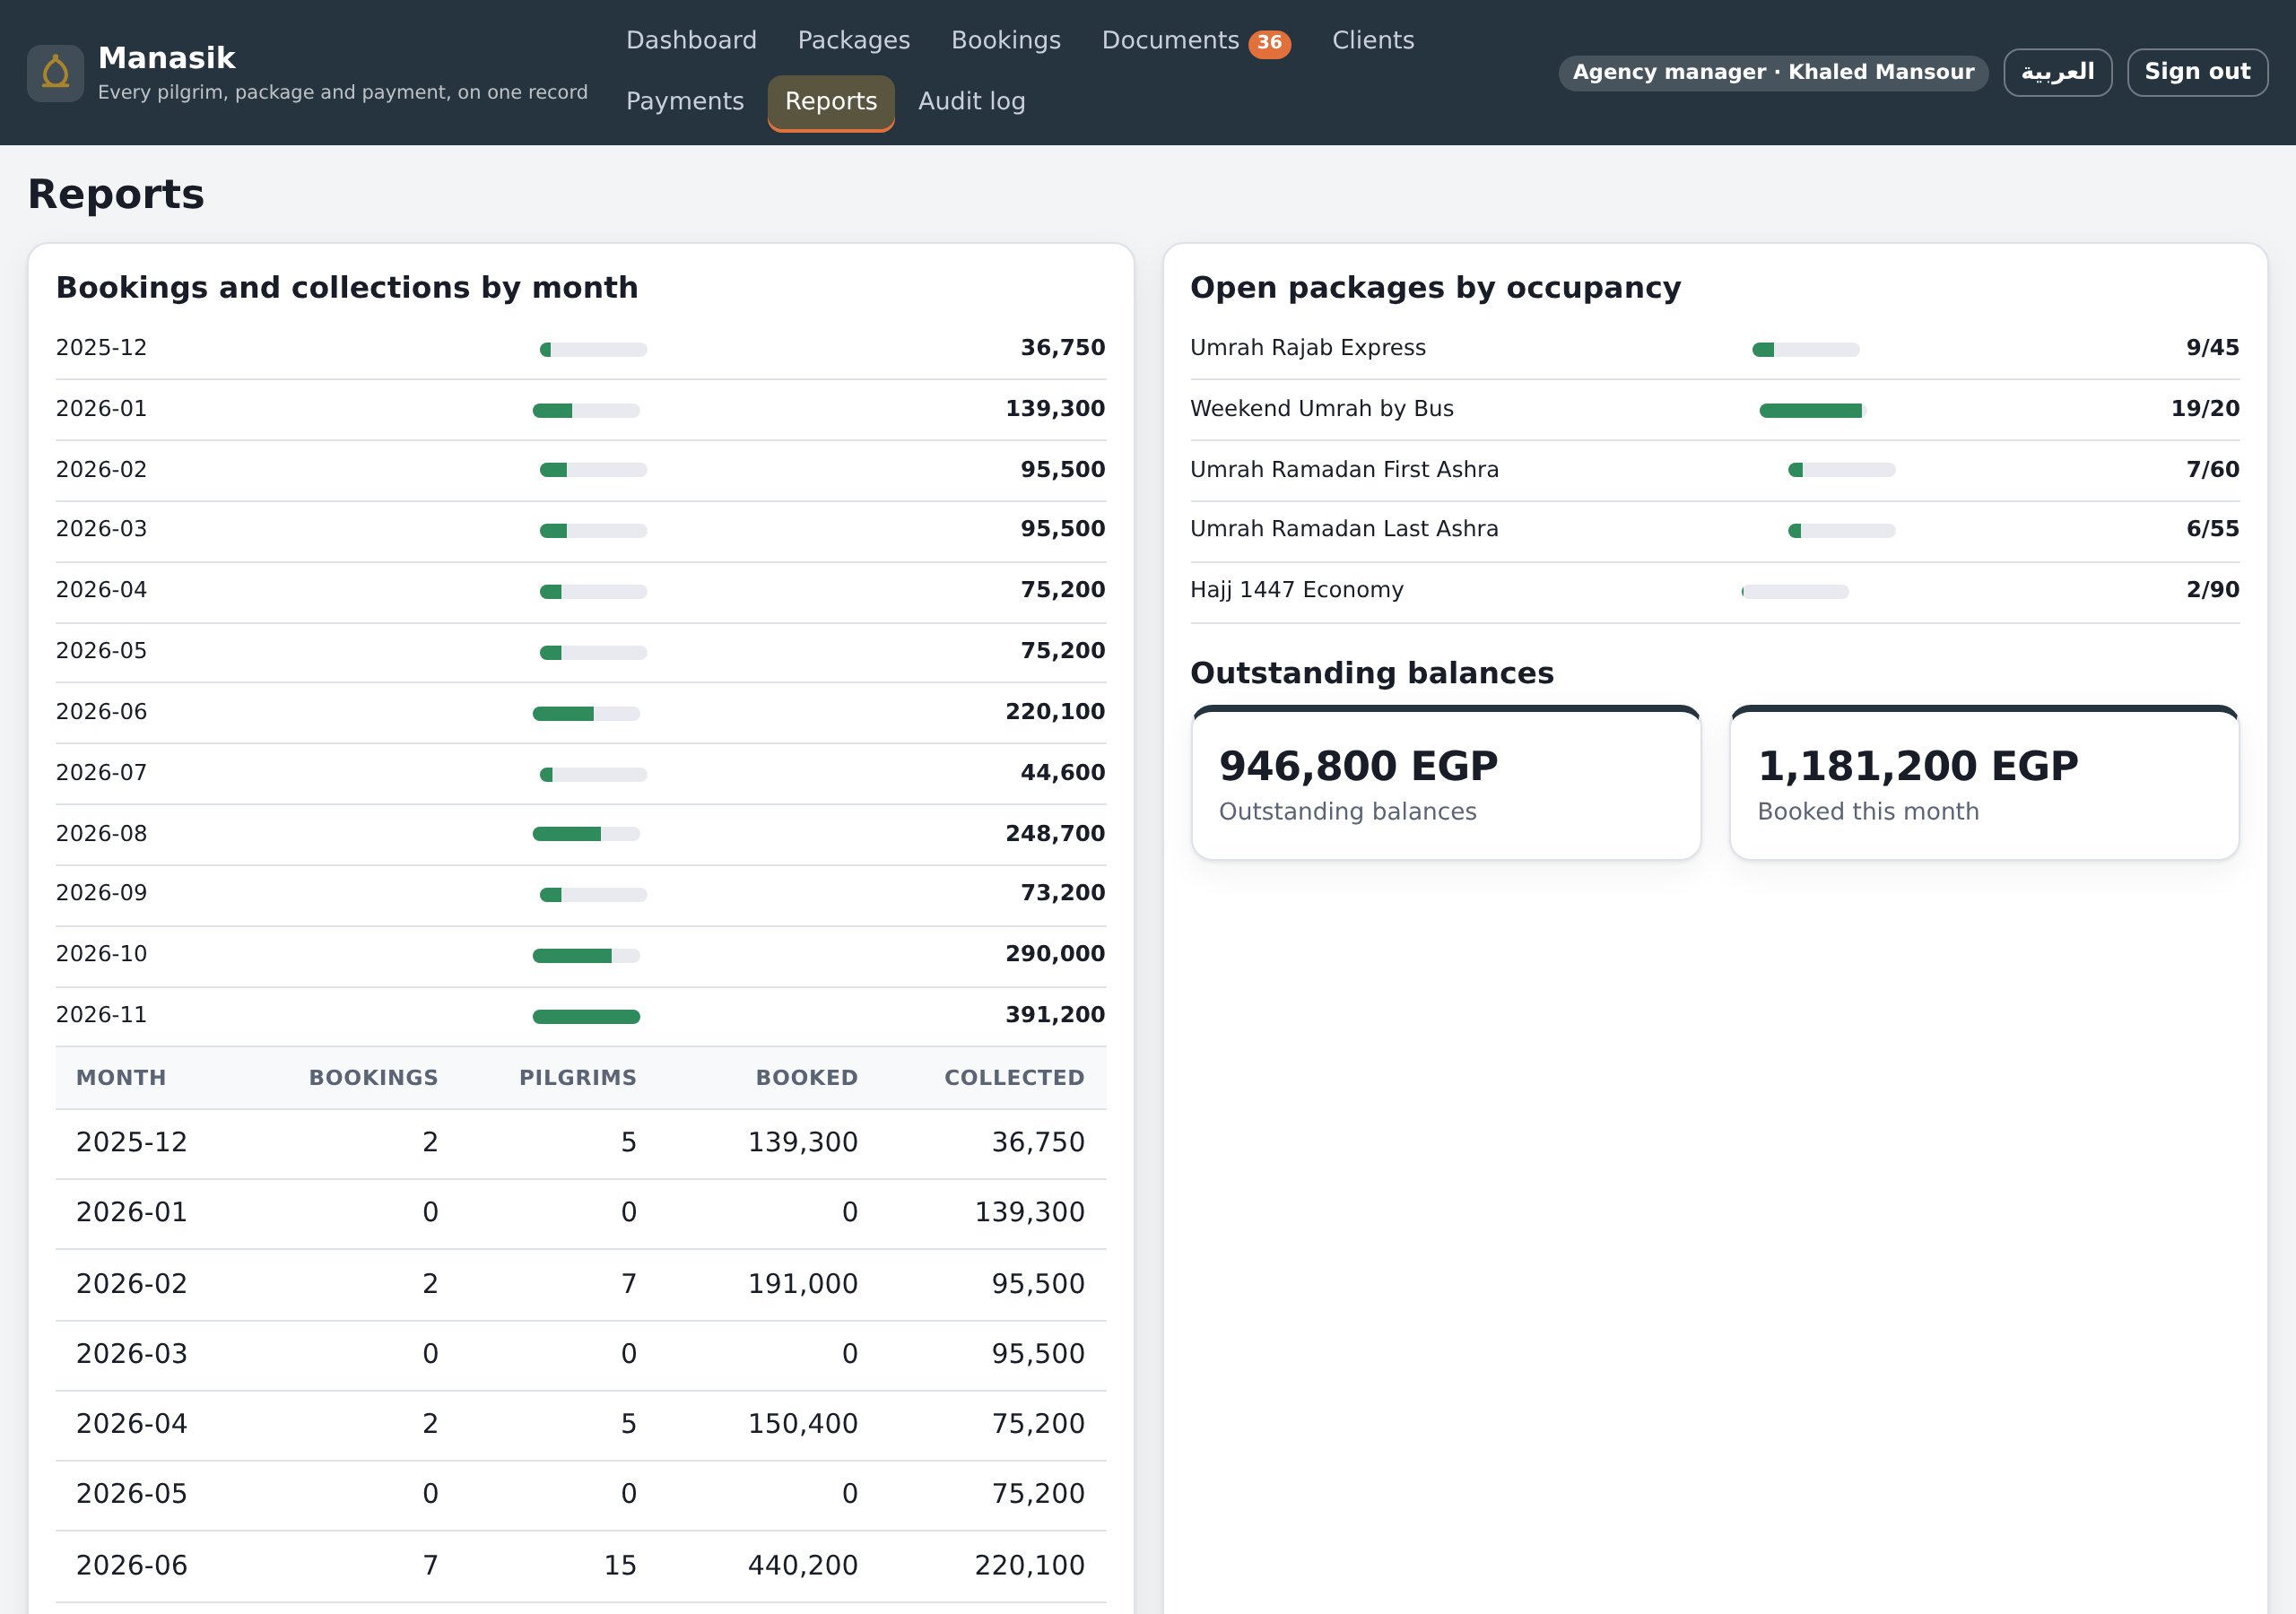 Manasik
Every pilgrim, package and payment, on one record
Dashboard Packages Bookings Documents 36 Clients
Payments Reports Audit log
Agency manager · Khaled Mansour
العربية
Sign out
Reports
Bookings and collections by month
2025-12 36,750
2026-01 139,300
2026-02 95,500
2026-03 95,500
2026-04 75,200
2026-05 75,200
2026-06 220,100
2026-07 44,600
2026-08 248,700
2026-09 73,200
2026-10 290,000
2026-11 391,200
MONTH BOOKINGS PILGRIMS BOOKED COLLECTED
2025-12 2 5 139,300 36,750
2026-01 0 0 0 139,300
2026-02 2 7 191,000 95,500
2026-03 0 0 0 95,500
2026-04 2 5 150,400 75,200
2026-05 0 0 0 75,200
2026-06 7 15 440,200 220,100
Open packages by occupancy
Umrah Rajab Express 9/45
Weekend Umrah by Bus 19/20
Umrah Ramadan First Ashra 7/60
Umrah Ramadan Last Ashra 6/55
Hajj 1447 Economy 2/90
Outstanding balances
946,800 EGP
Outstanding balances
1,181,200 EGP
Booked this month